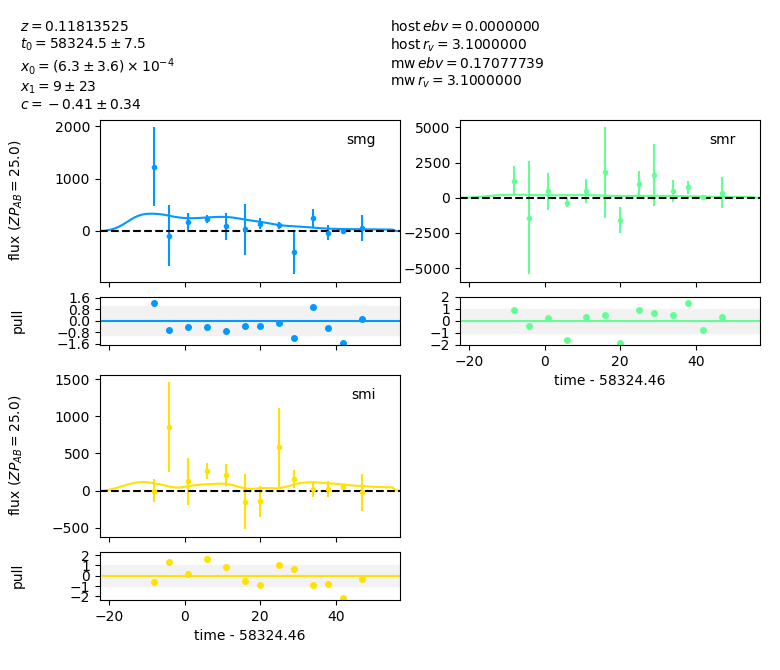 z = 0.11813525
t₀ = 58324.5 ± 7.5
x₀ = (6.3 ± 3.6) × 10⁻⁴
x₁ = 9 ± 23
c = −0.41 ± 0.34
host ebv = 0.0000000
host r_v = 3.1000000
mw ebv = 0.17077739
mw r_v = 3.1000000
smg
flux (ZP_AB = 25.0)
2000
1000
0
pull
1.6
0.8
0.0
−0.8
−1.6
smr
5000
2500
0
−2500
−5000
2
1
0
−1
−2
−20 0 20 40
time - 58324.46
smi
flux (ZP_AB = 25.0)
1500
1000
500
0
−500
pull
2
1
0
−1
−2
−20 0 20 40
time - 58324.46